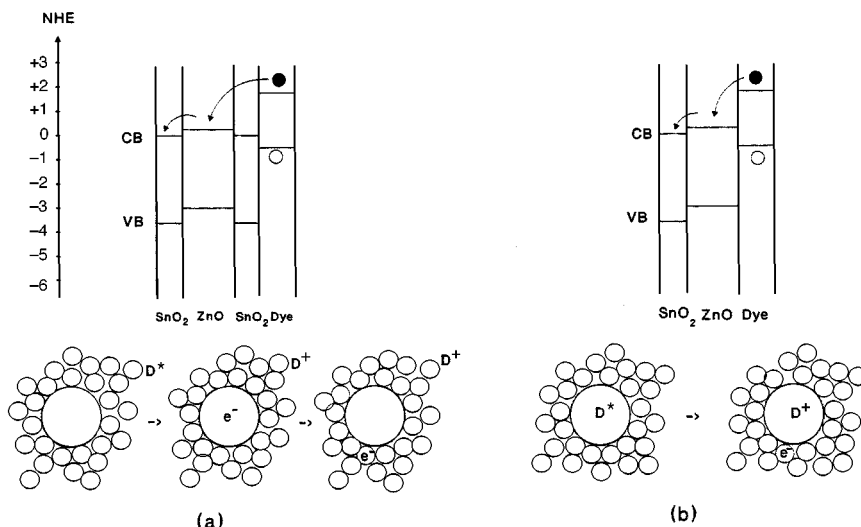 NHE
+3
+2
+1
0
-1
-2
-3
-4
-5
-6
CB
VB
SnO₂ ZnO SnO₂ Dye
CB
VB
SnO₂ ZnO Dye
D* D⁺ D⁺
-> e⁻ -> e⁻
D* -> D⁺
e⁻
(a)
(b)